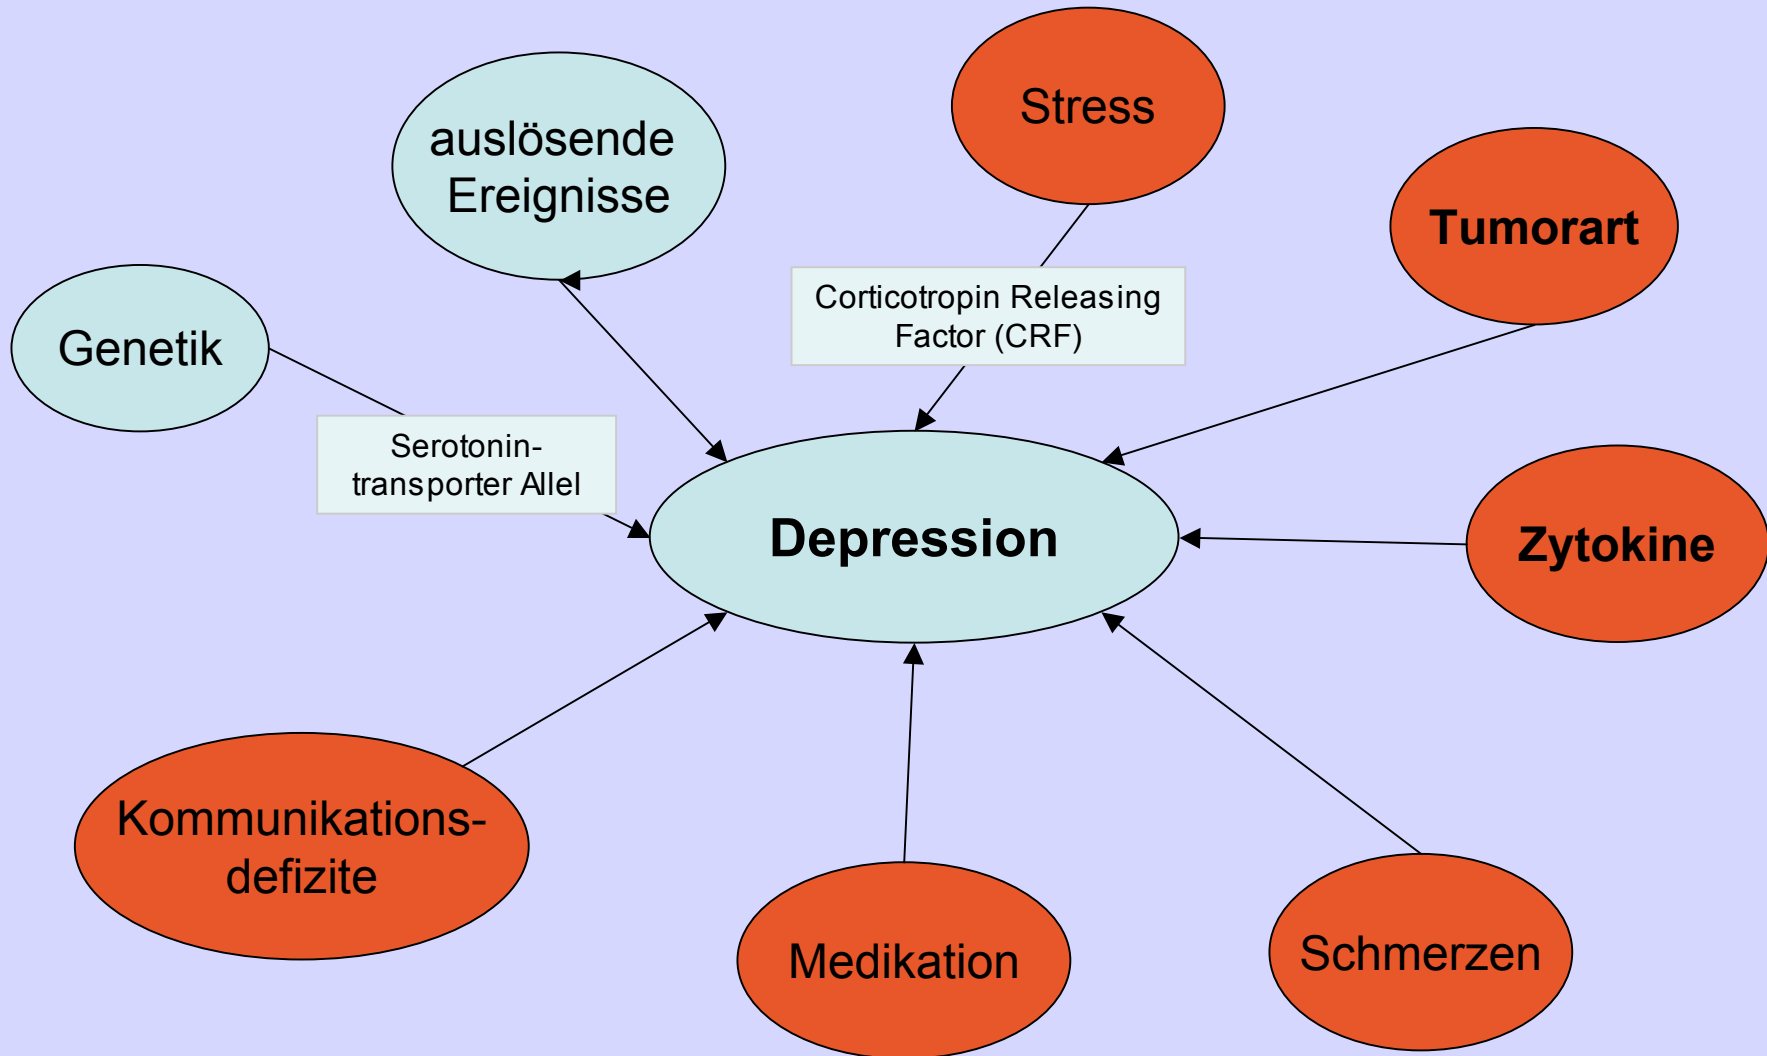 Stress
auslösende
Ereignisse
Tumorart
Corticotropin Releasing
Factor (CRF)
Genetik
Serotonin-
transporter Allel
Depression
Zytokine
Kommunikations-
defizite
Medikation
Schmerzen